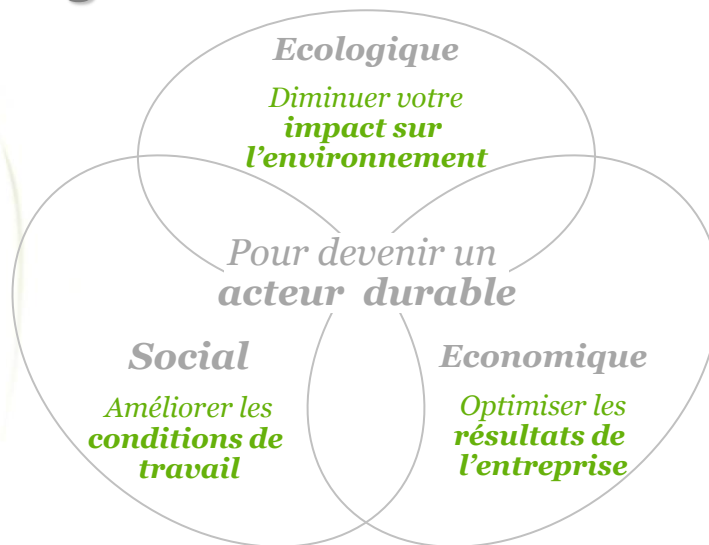 Ecologique
Diminuer votre
impact sur
l’environnement
Pour devenir un
acteur durable
Social
Améliorer les
conditions de
travail
Economique
Optimiser les
résultats de
l’entreprise